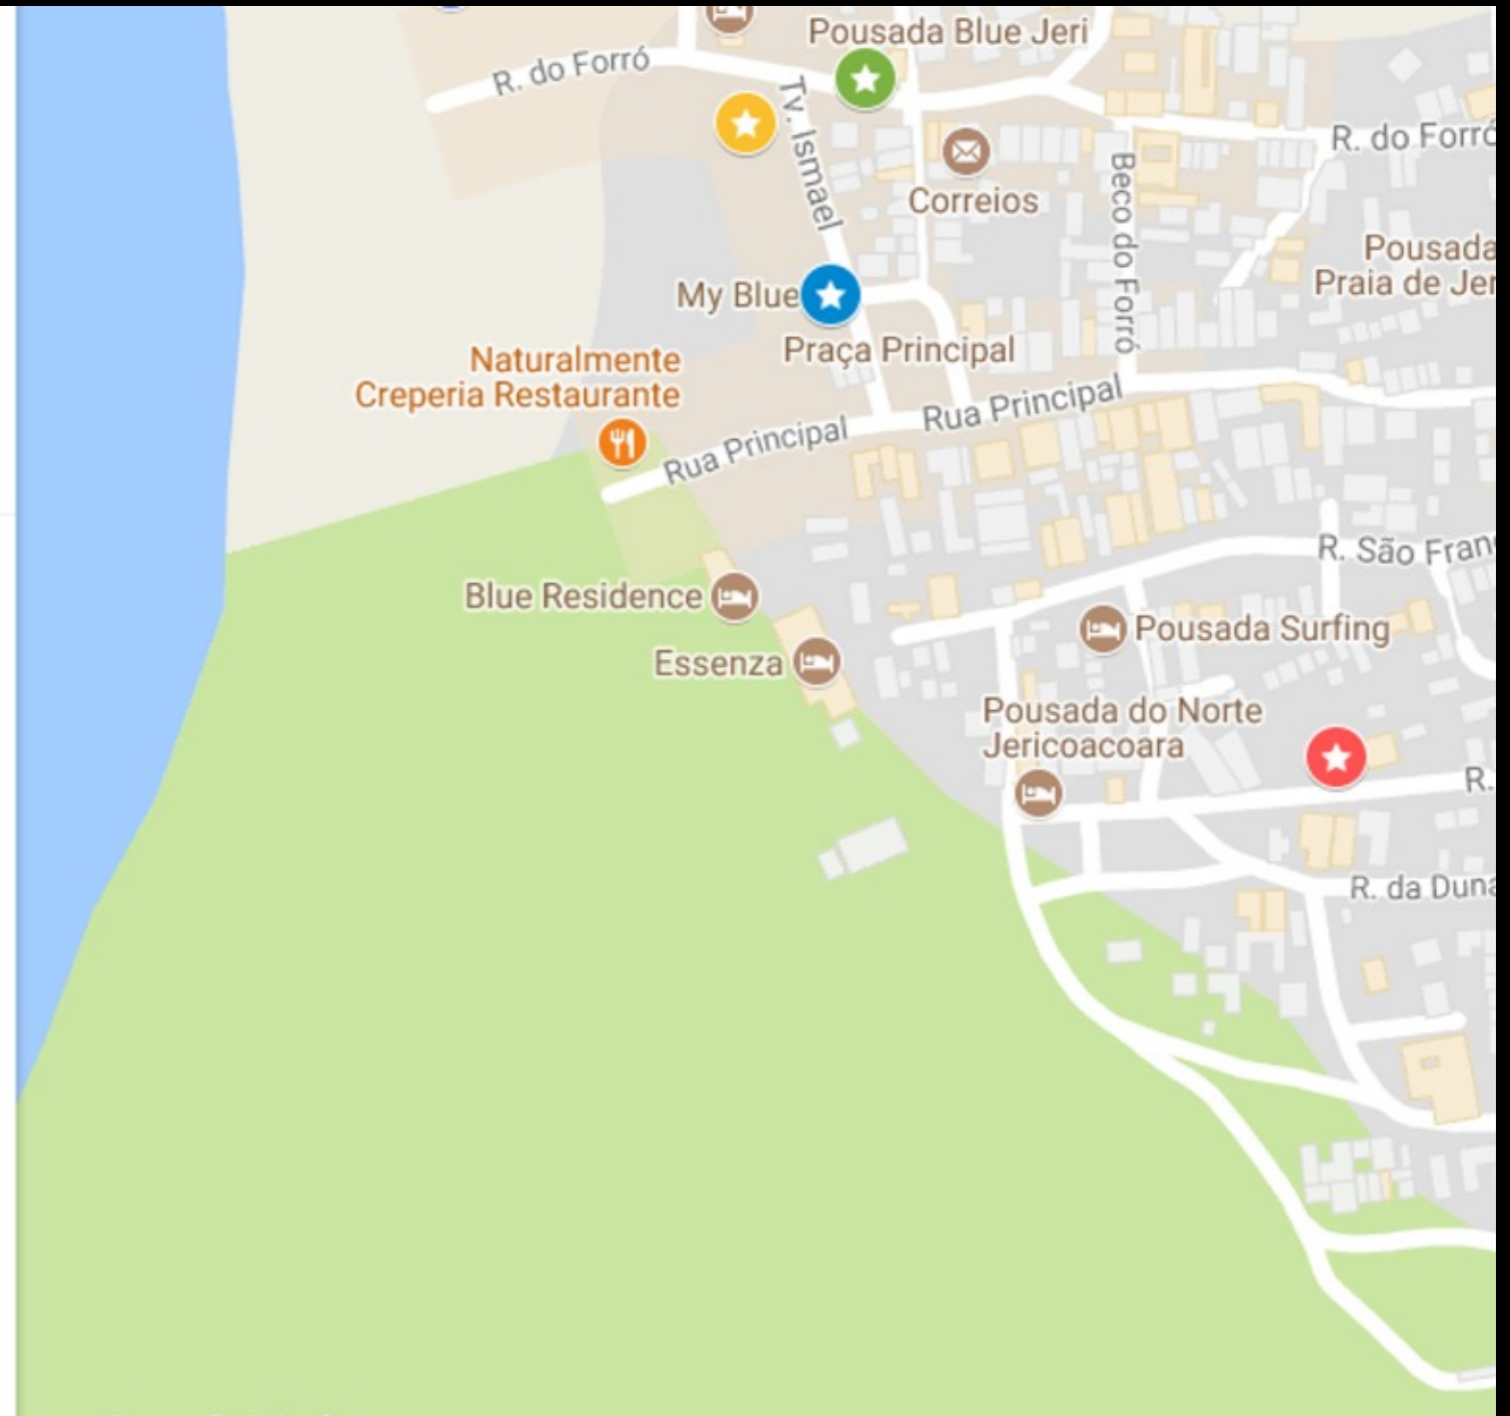 Pousada Blue Jeri
R. do Forró
Tv. Ismael
R. do Forró
Correios
Beco do Forró
Pousada
Praia de Jer
My Blue
Praça Principal
Naturalmente
Creperia Restaurante
Rua Principal
Rua Principal
R. São Fran
Blue Residence
Pousada Surfing
Essenza
Pousada do Norte
Jericoacoara
R.
R. da Duna